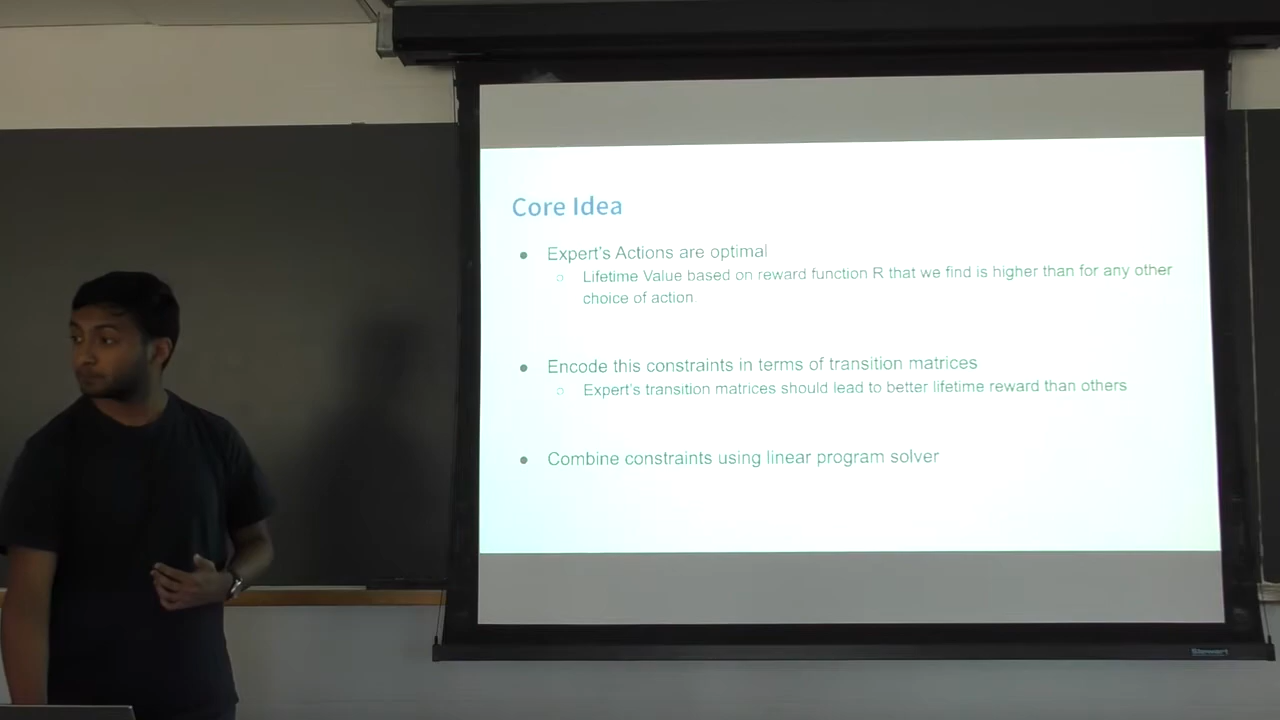 Core Idea
● Expert's Actions are optimal
○ Lifetime Value based on reward function R that we find is higher than for any other
choice of action
● Encode this constraints in terms of transition matrices
○ Expert's transition matrices should lead to better lifetime reward than others
● Combine constraints using linear program solver
Stewart